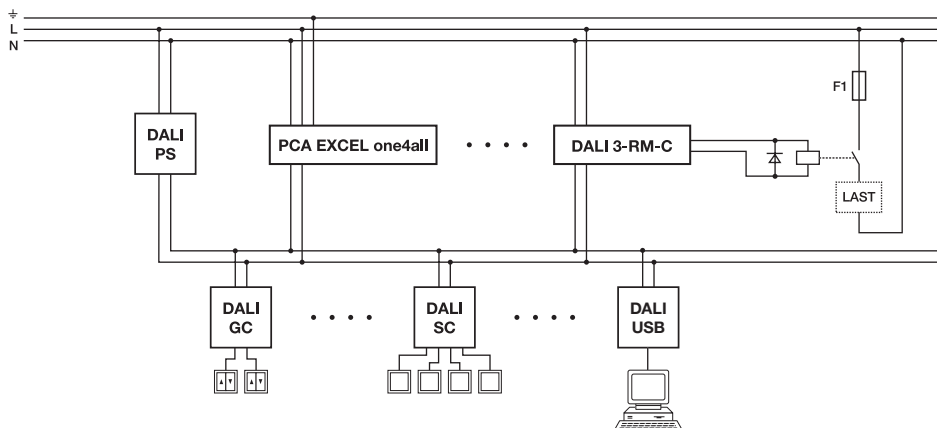 L
N
F1
DALI
PS
PCA EXCEL one4all
DALI 3-RM-C
LAST
DALI
GC
DALI
SC
DALI
USB